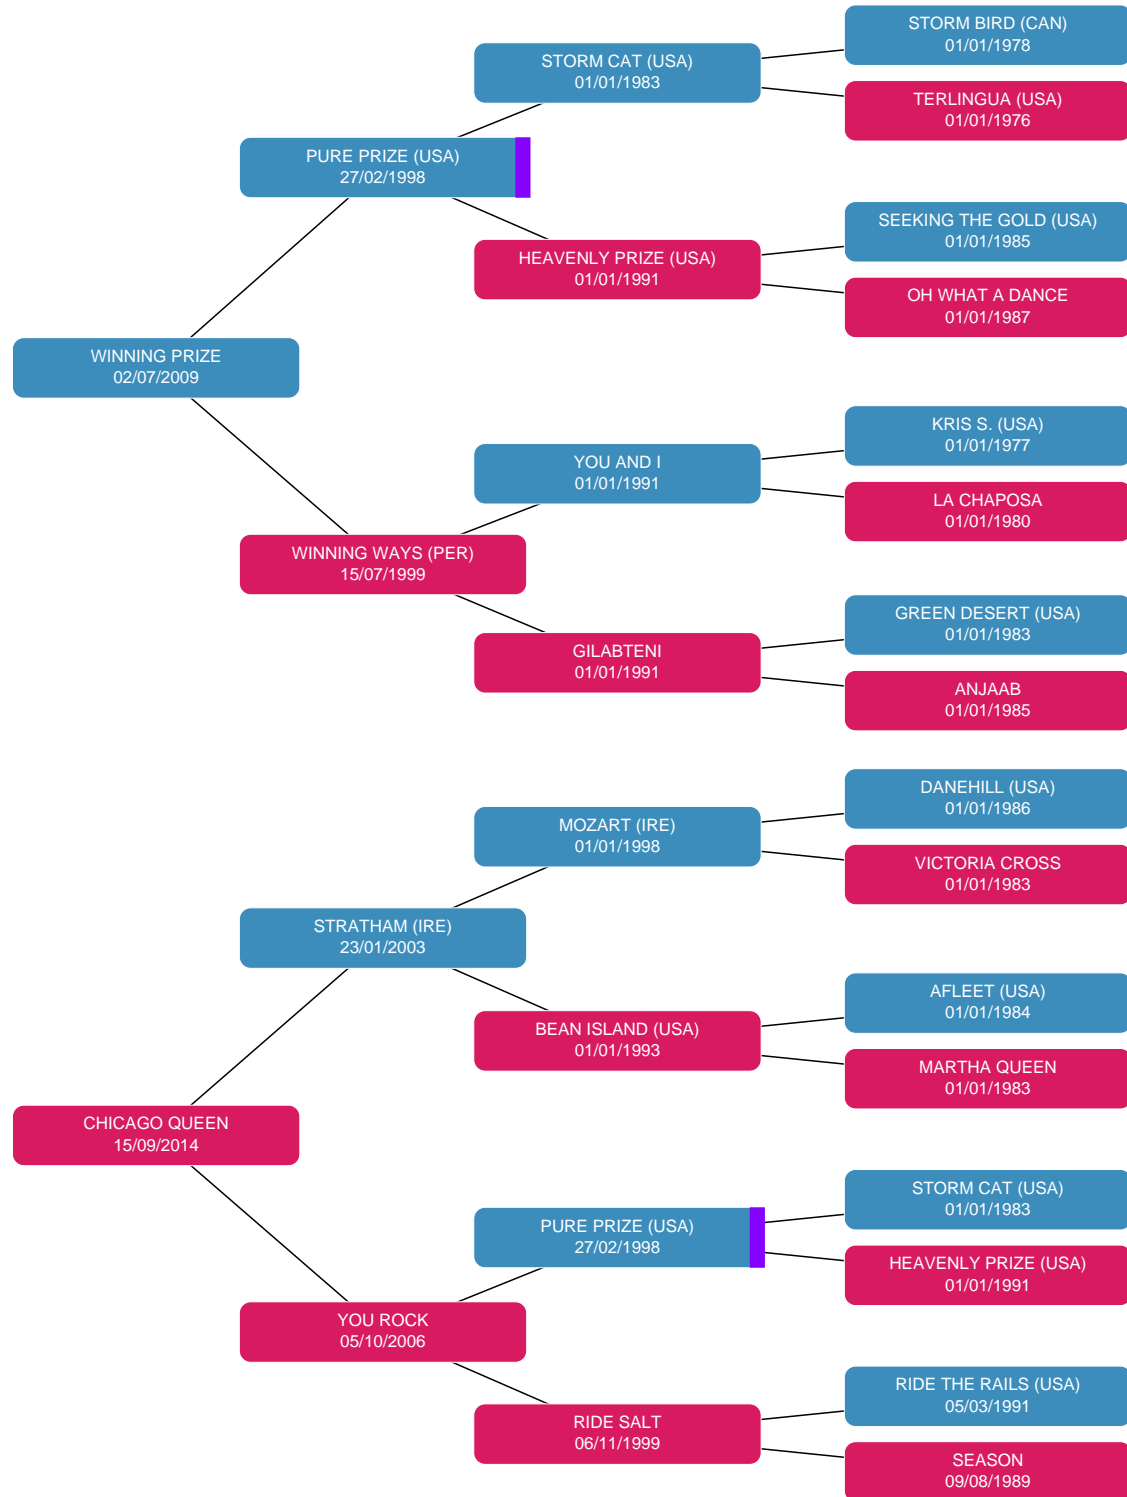 STORM BIRD (CAN)
01/01/1978
STORM CAT (USA)
01/01/1983
TERLINGUA (USA)
01/01/1976
PURE PRIZE (USA)
27/02/1998
SEEKING THE GOLD (USA)
01/01/1985
HEAVENLY PRIZE (USA)
01/01/1991
OH WHAT A DANCE
01/01/1987
WINNING PRIZE
02/07/2009
KRIS S. (USA)
01/01/1977
YOU AND I
01/01/1991
LA CHAPOSA
01/01/1980
WINNING WAYS (PER)
15/07/1999
GREEN DESERT (USA)
01/01/1983
GILABTENI
01/01/1991
ANJAAB
01/01/1985
DANEHILL (USA)
01/01/1986
MOZART (IRE)
01/01/1998
VICTORIA CROSS
01/01/1983
STRATHAM (IRE)
23/01/2003
AFLEET (USA)
01/01/1984
BEAN ISLAND (USA)
01/01/1993
MARTHA QUEEN
01/01/1983
CHICAGO QUEEN
15/09/2014
STORM CAT (USA)
01/01/1983
PURE PRIZE (USA)
27/02/1998
HEAVENLY PRIZE (USA)
01/01/1991
YOU ROCK
05/10/2006
RIDE THE RAILS (USA)
05/03/1991
RIDE SALT
06/11/1999
SEASON
09/08/1989